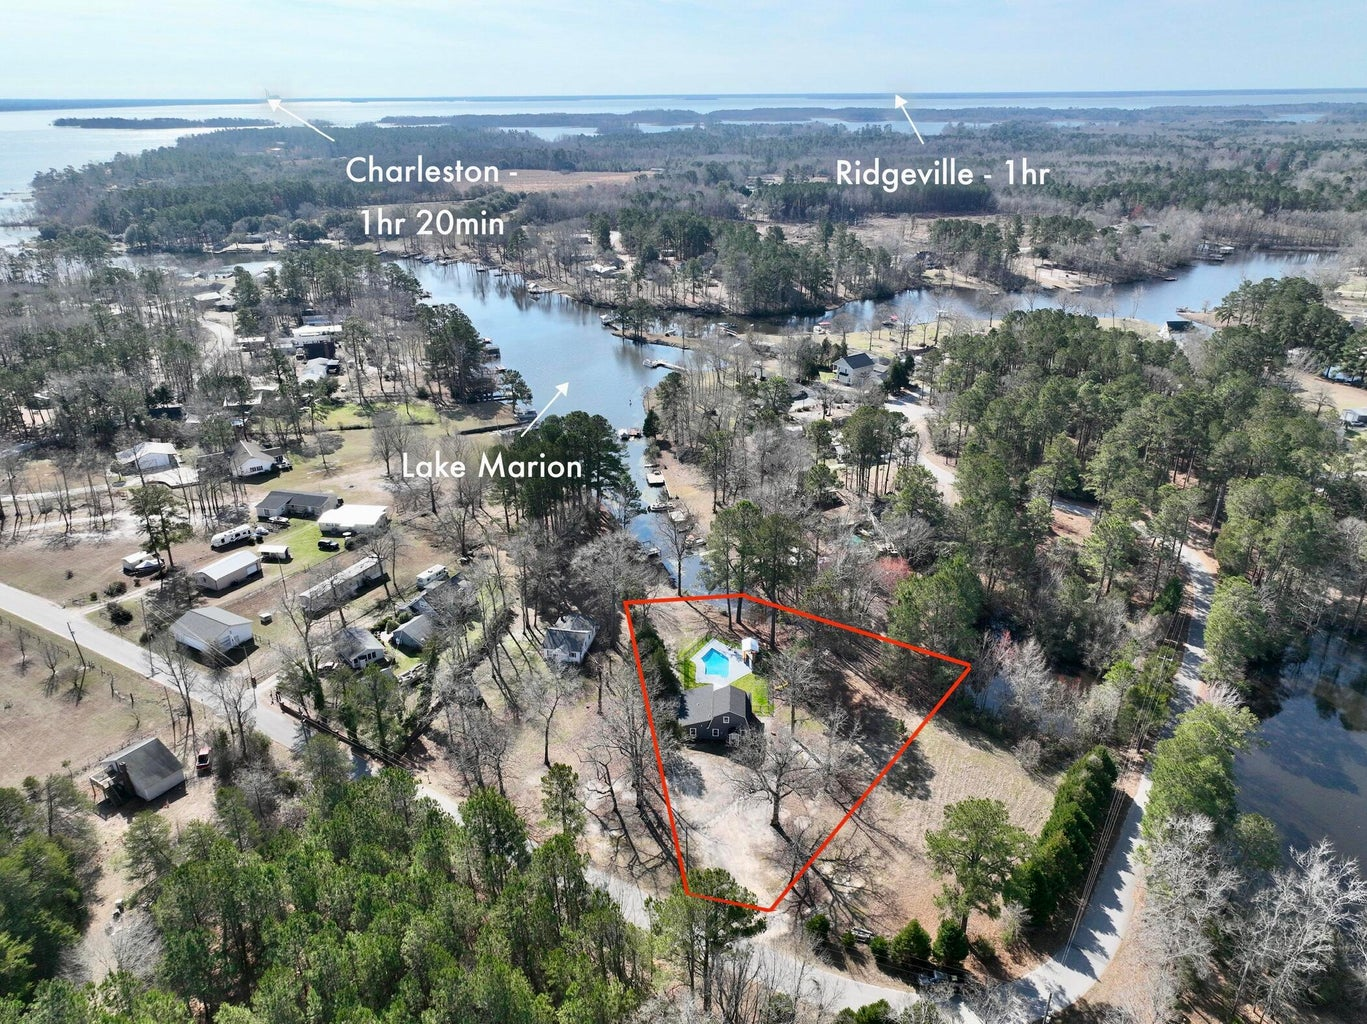 Charleston -
1hr 20min
Ridgeville - 1hr
Lake Marion